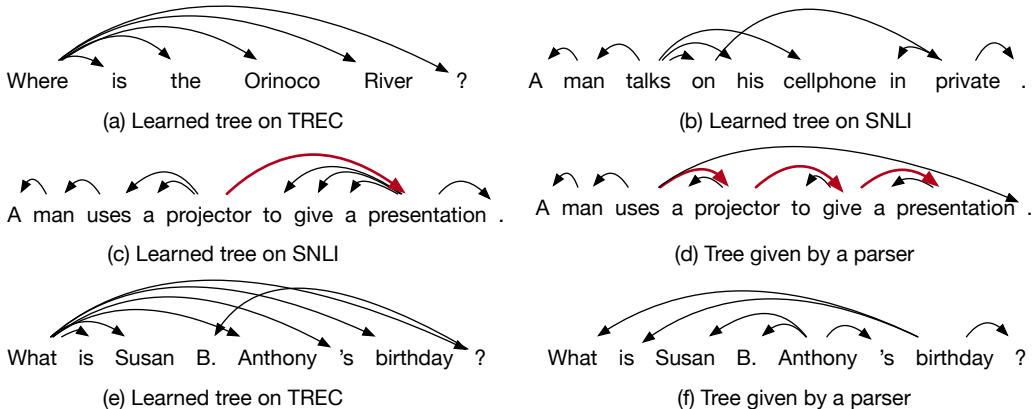 Where is the Orinoco River ?
(a) Learned tree on TREC
A man talks on his cellphone in private .
(b) Learned tree on SNLI
A man uses a projector to give a presentation .
(c) Learned tree on SNLI
A man uses a projector to give a presentation .
(d) Tree given by a parser
What is Susan B. Anthony 's birthday ?
(e) Learned tree on TREC
What is Susan B. Anthony 's birthday ?
(f) Tree given by a parser